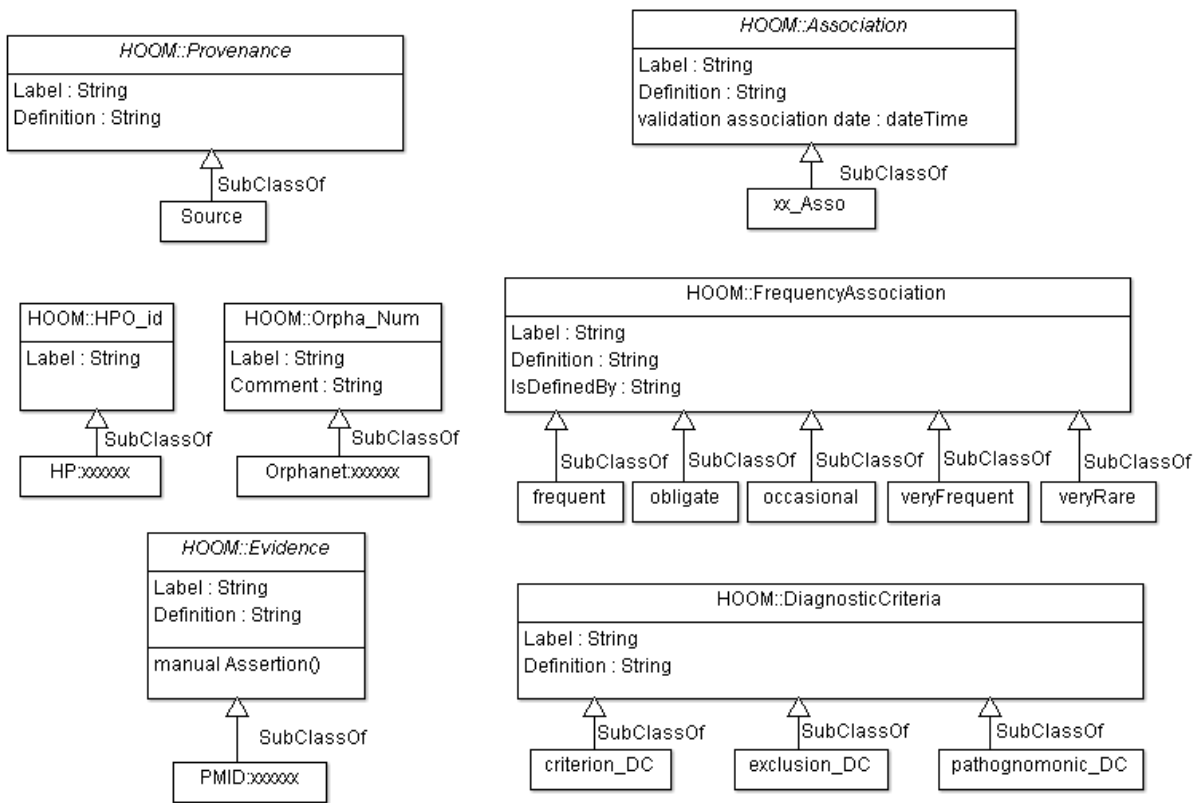 HOOM::Provenance
Label : String
Definition : String
SubClassOf
Source
HOOM::Association
Label : String
Definition : String
validation association date : dateTime
SubClassOf
xx_Asso
HOOM::HPO_id
Label : String
SubClassOf
HP:xxxxxx
HOOM::Orpha_Num
Label : String
Comment : String
SubClassOf
Orphanet:xxxxxx
HOOM::FrequencyAssociation
Label : String
Definition : String
IsDefinedBy : String
SubClassOf SubClassOf SubClassOf SubClassOf SubClassOf
frequent obligate occasional veryFrequent veryRare
HOOM::Evidence
Label : String
Definition : String
manual Assertion()
SubClassOf
PMID:xxxxxx
HOOM::DiagnosticCriteria
Label : String
Definition : String
SubClassOf SubClassOf SubClassOf
criterion_DC exclusion_DC pathognomonic_DC